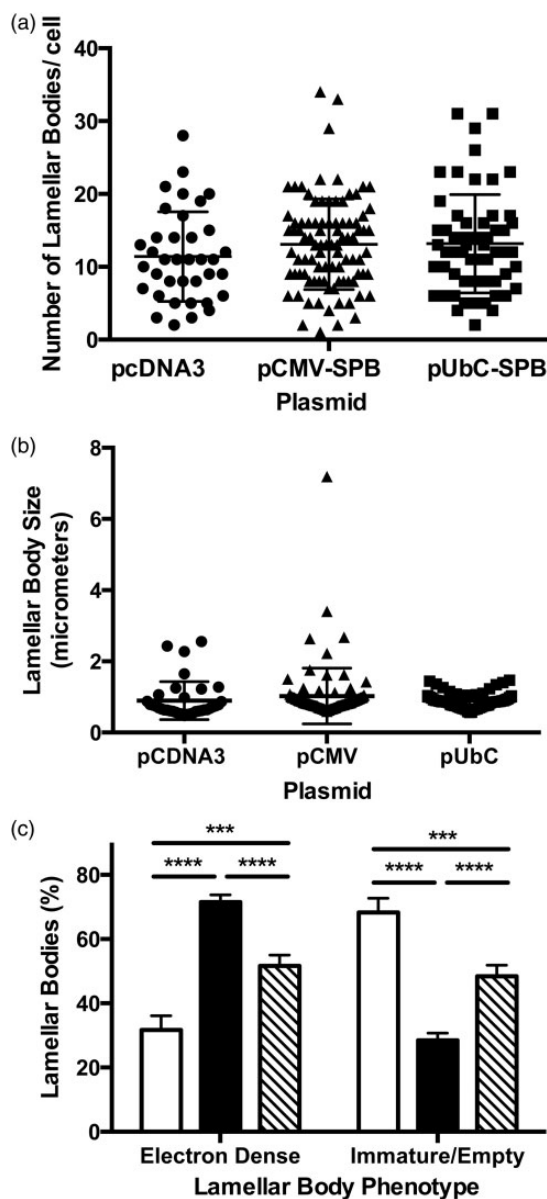 (a)
Number of Lamellar Bodies/ cell
40
30
20
10
0
pcDNA3 pCMV-SPB pUbC-SPB
Plasmid
(b)
Lamellar Body Size
(micrometers)
8
6
4
2
0
pCDNA3 pCMV pUbC
Plasmid
(c)
Lamellar Bodies (%)
80
60
40
20
0
*** ***
**** **** **** ****
Electron Dense Immature/Empty
Lamellar Body Phenotype